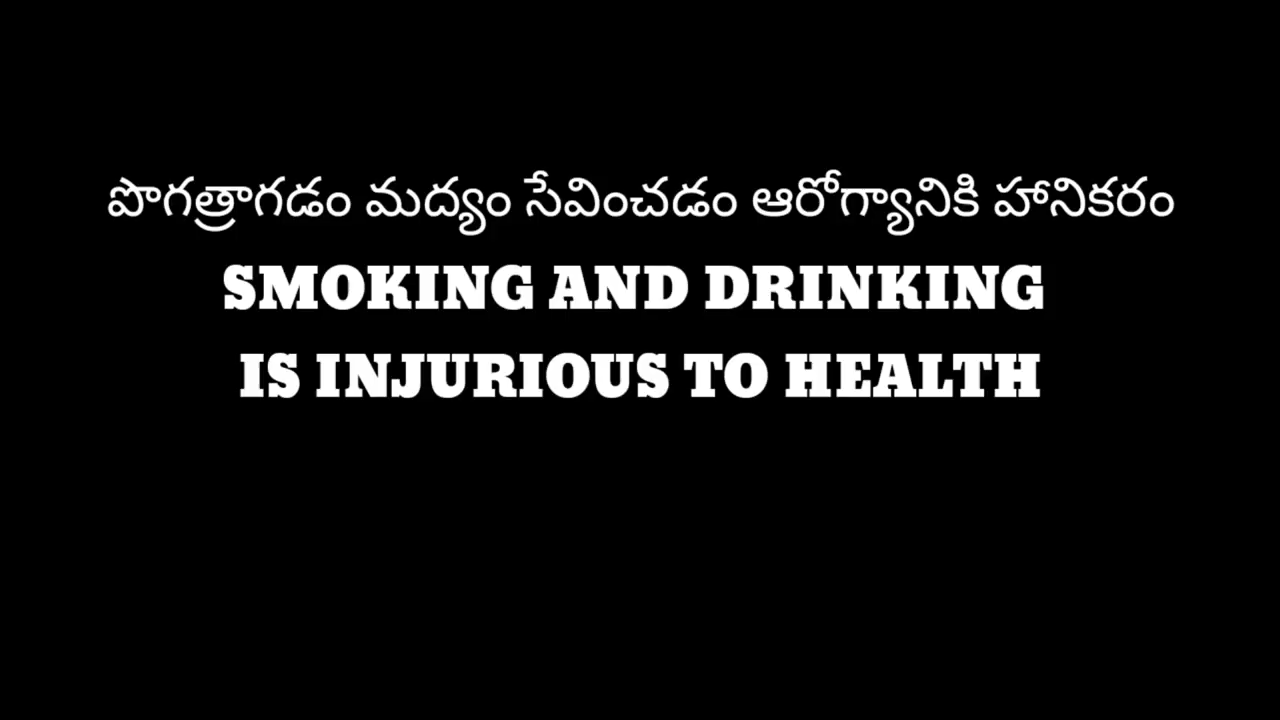 పొగత్రాగడం మద్యం సేవించడం ఆరోగ్యానికి హానికరం
SMOKING AND DRINKING
IS INJURIOUS TO HEALTH